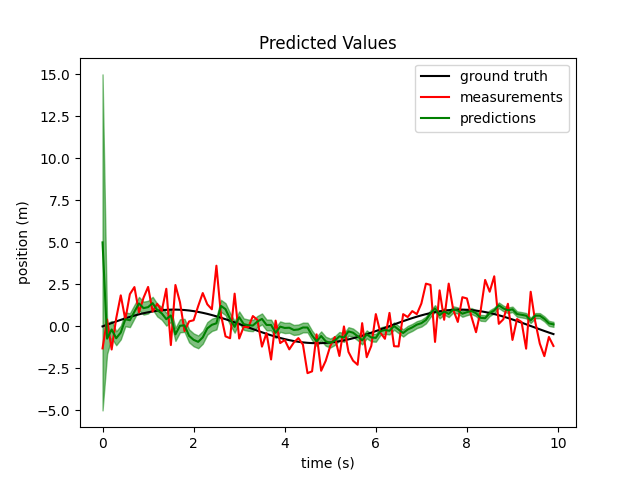 Predicted Values
ground truth
measurements
predictions
15.0
12.5
10.0
7.5
5.0
2.5
0.0
−2.5
−5.0
position (m)
0 2 4 6 8 10
time (s)